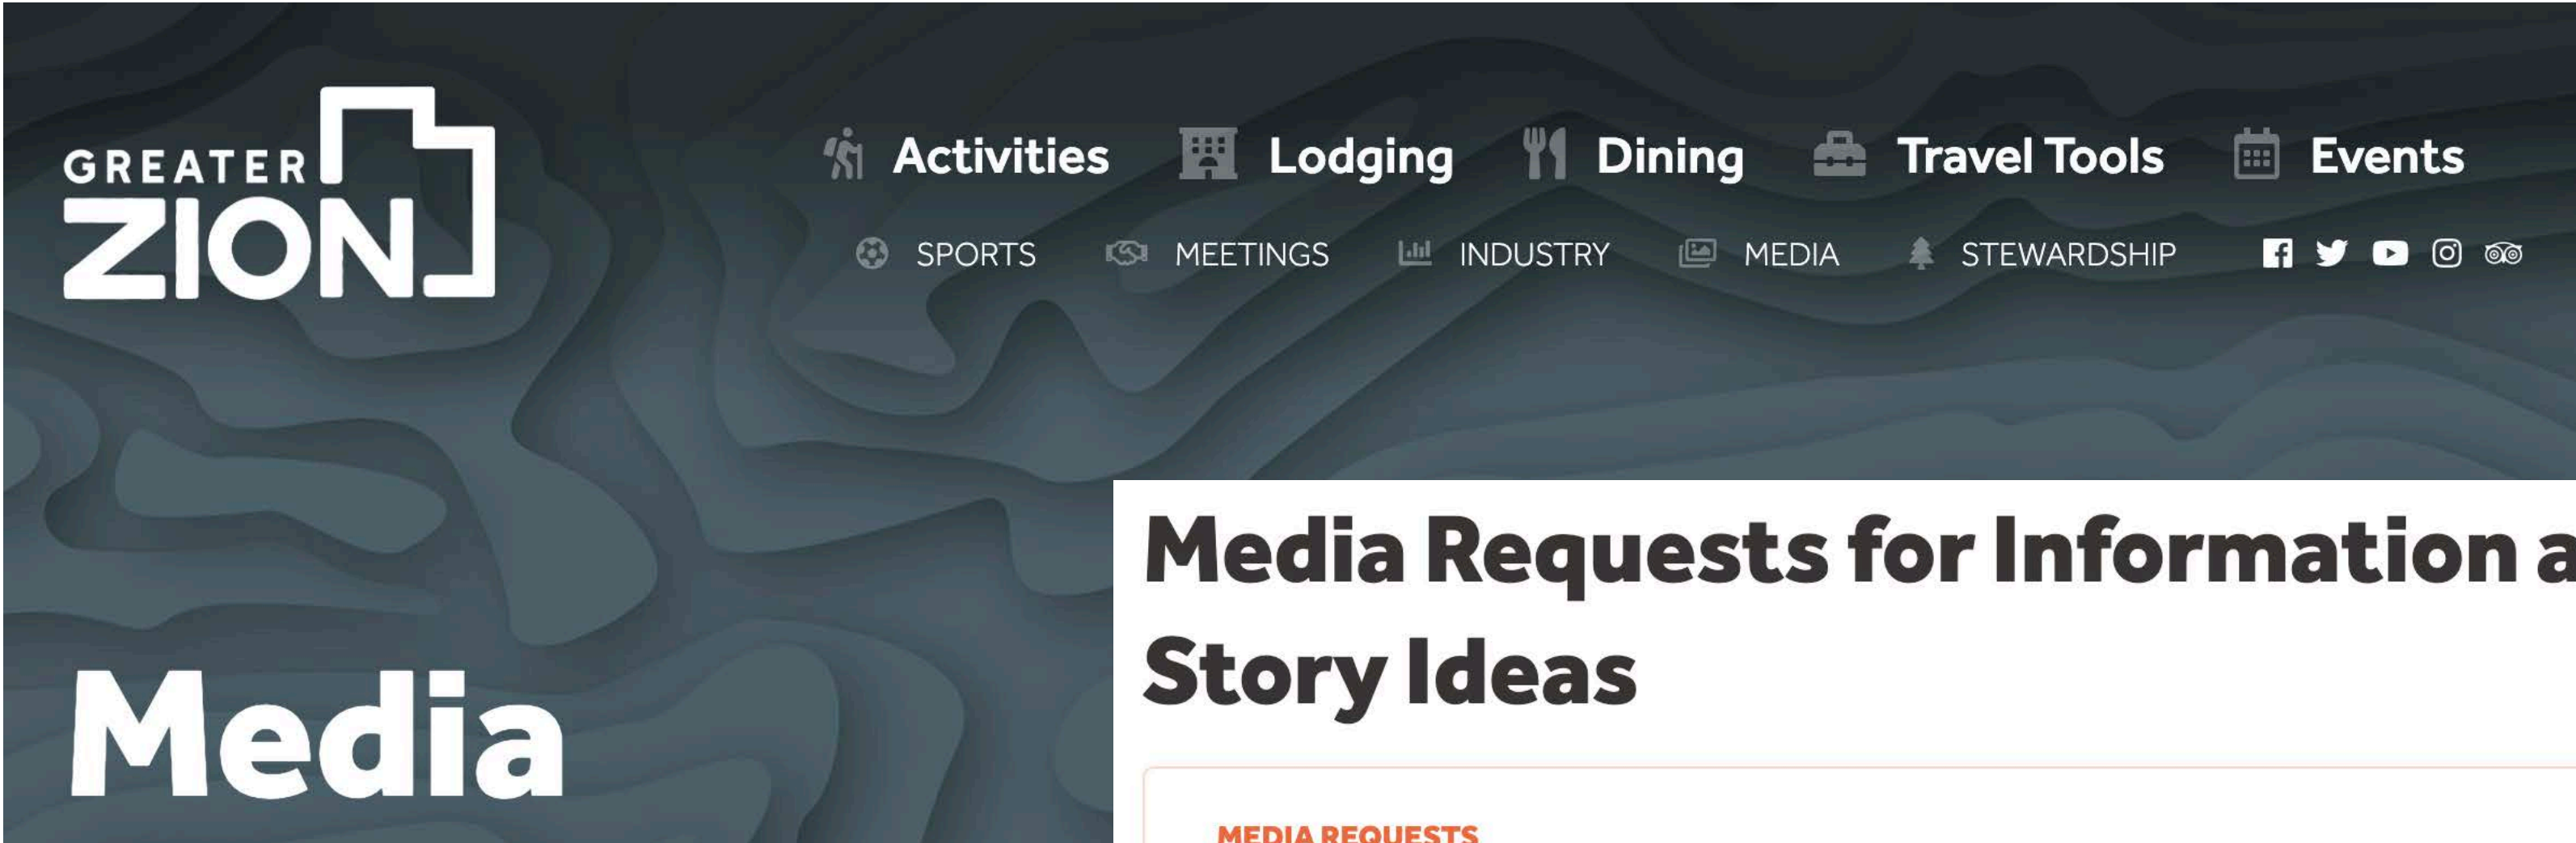 GREATER
ZION
Activities Lodging Dining Travel Tools Events
SPORTS MEETINGS INDUSTRY MEDIA STEWARDSHIP
Media Requests for Information a
Story Ideas
Media
MEDIA REQUESTS